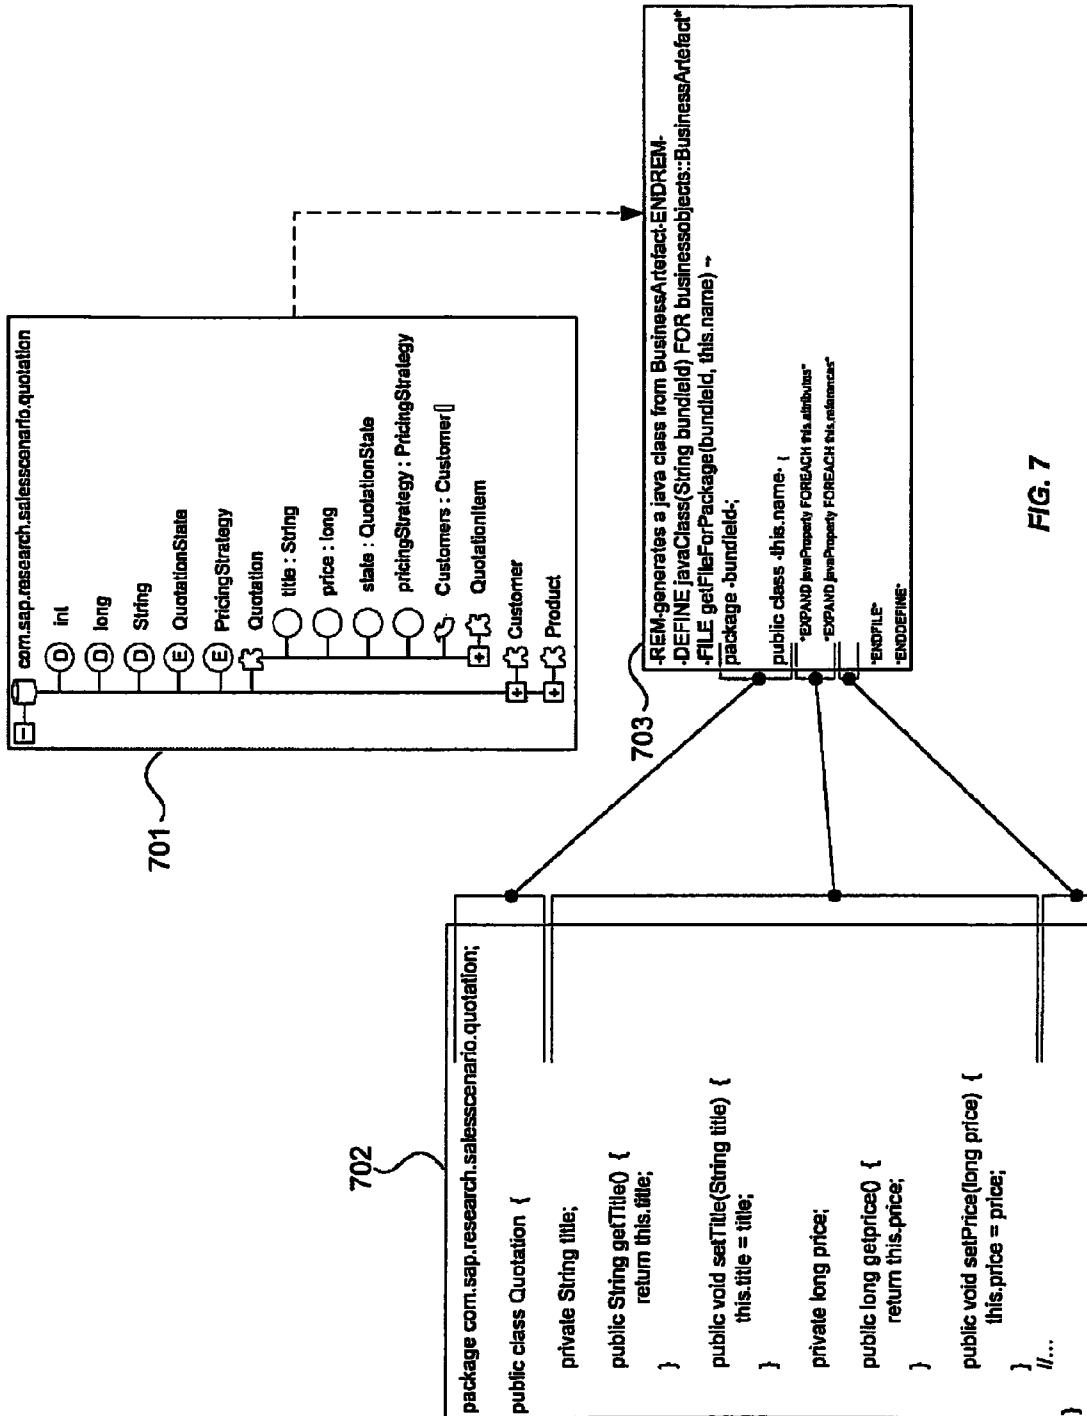 com.sap.research.salesscenario.quotation
D int
D long
D String
E QuotationState
E PricingStrategy
Quotation
title : String
price : long
state : QuotationState
pricingStrategy : PricingStrategy
Customers : Customer[]
QuotationItem
Customer
Product
701
702
package com.sap.research.salesscenario.quotation;
public class Quotation {
private String title;
public String getTitle() {
return this.title;
}
public void setTitle(String title) {
this.title = title;
}
private long price;
public long getprice() {
return this.price;
}
public void setPrice(long price) {
this.price = price;
}
//...
}
703
-REM-generates a java class from BusinessArtefact-ENDREM-
-DEFINE javaClass(String bundleId) FOR businessobjects::BusinessArtefact"
-FILE getFileForPackage(bundleId, this.name) --
package -bundleId-;
public class -this.name- {
"EXPAND javaProperty FOREACH this.attributes"
"EXPAND javaProperty FOREACH this.references"
}
"ENDFILE"
"ENDDEFINE"
FIG. 7